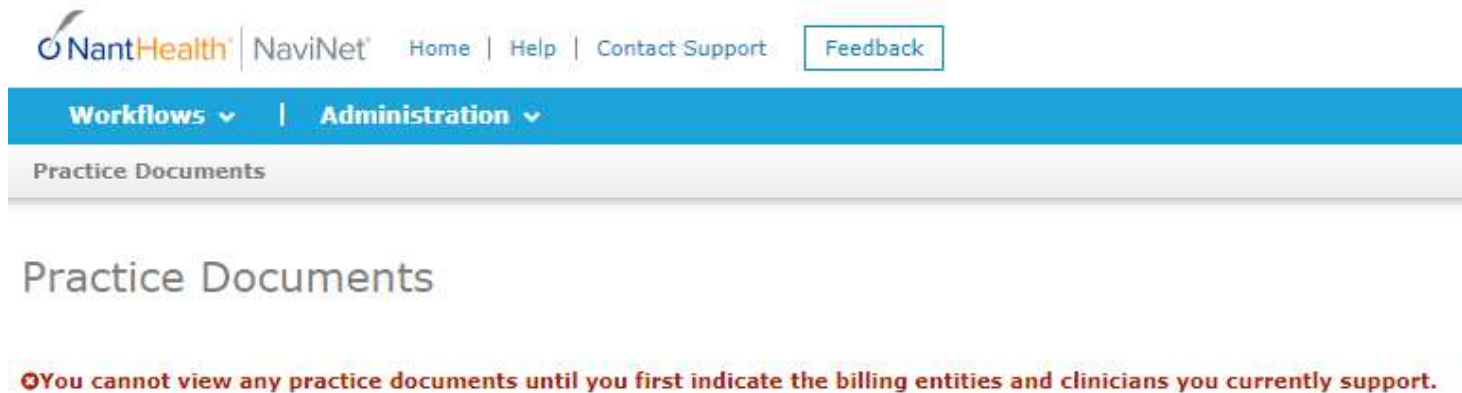 NantHealth | NaviNet Home | Help | Contact Support Feedback
Workflows | Administration
Practice Documents
Practice Documents
You cannot view any practice documents until you first indicate the billing entities and clinicians you currently support.